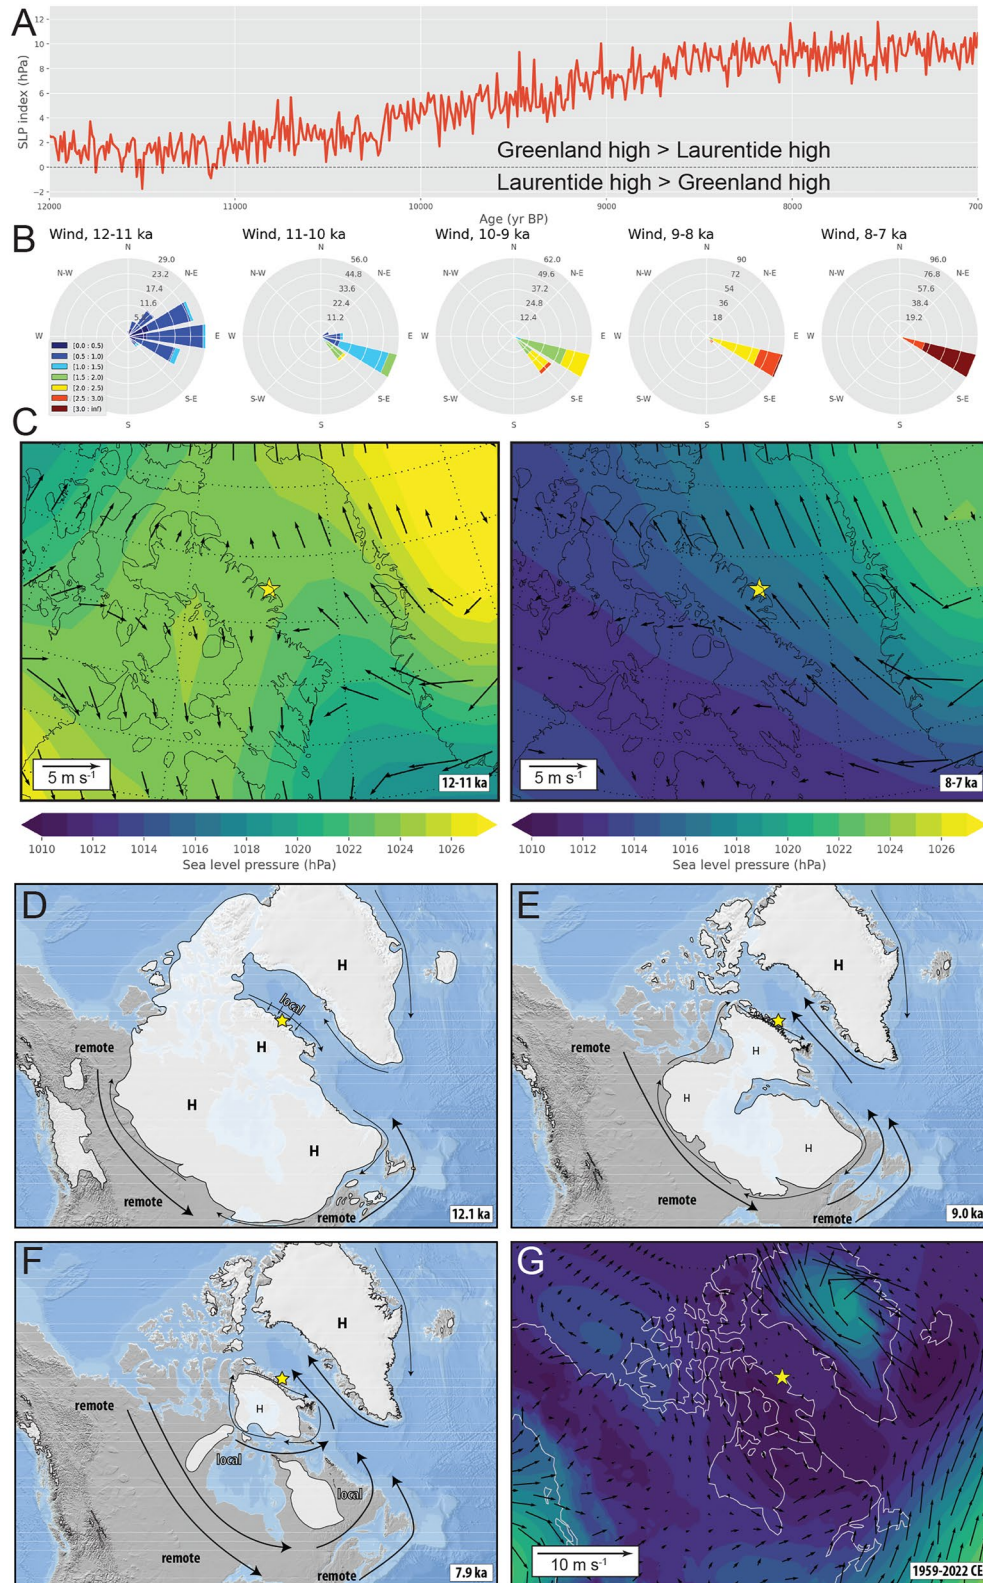 A
SLP index (hPa)
12
10
8
6
4
2
0
−2
Greenland high > Laurentide high
Laurentide high > Greenland high
12000 11000 10000 9000 8000 700
Age (yr BP)
B
Wind, 12-11 ka Wind, 11-10 ka Wind, 10-9 ka Wind, 9-8 ka Wind, 8-7 ka
N N N N N
29.0 56.0 62.0 90 96.0
N-W N-E N-W N-E N-W N-E N-W N-E N-W N-E
23.2 44.8 49.6 72 76.8
17.4 33.6 37.2 54 57.6
11.6 22.4 24.8 36 38.4
11.2 12.4 18 19.2
W E W E W E W E W E
[0.0 : 0.5)
[0.5 : 1.0)
[1.0 : 1.5)
[1.5 : 2.0)
[2.0 : 2.5)
[2.5 : 3.0)
[3.0 : inf)
S-E S-W S-E S-W S-E S-W S-E S-W S-E
S S S S S
C
5 m s-1
12-11 ka
5 m s-1
8-7 ka
1010 1012 1014 1016 1018 1020 1022 1024 1026
Sea level pressure (hPa)
1010 1012 1014 1016 1018 1020 1022 1024 1026
Sea level pressure (hPa)
D
H
local
remote
H
H
H
remote
remote
12.1 ka
E
H
remote
H
H
H
remote
remote
9.0 ka
F
H
remote
H
local
local
remote
remote
7.9 ka
G
10 m s-1
1959-2022 CE